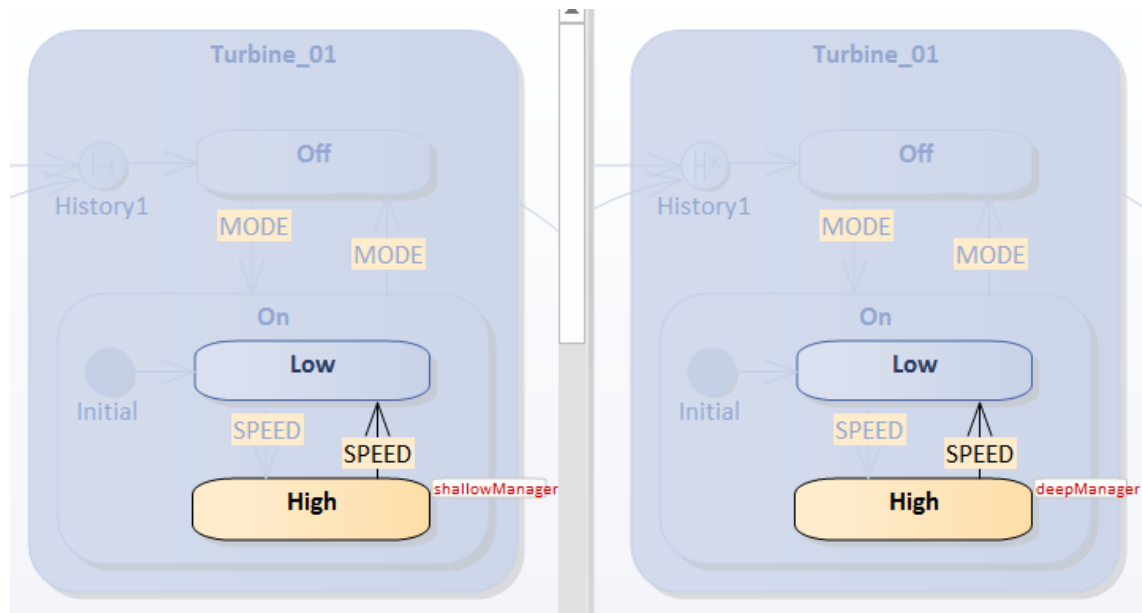 Turbine_01
Off
H
History1
MODE
MODE
On
Low
Initial
SPEED
SPEED
High
shallowManager
Turbine_01
Off
H*
History1
MODE
MODE
On
Low
Initial
SPEED
SPEED
High
deepManager